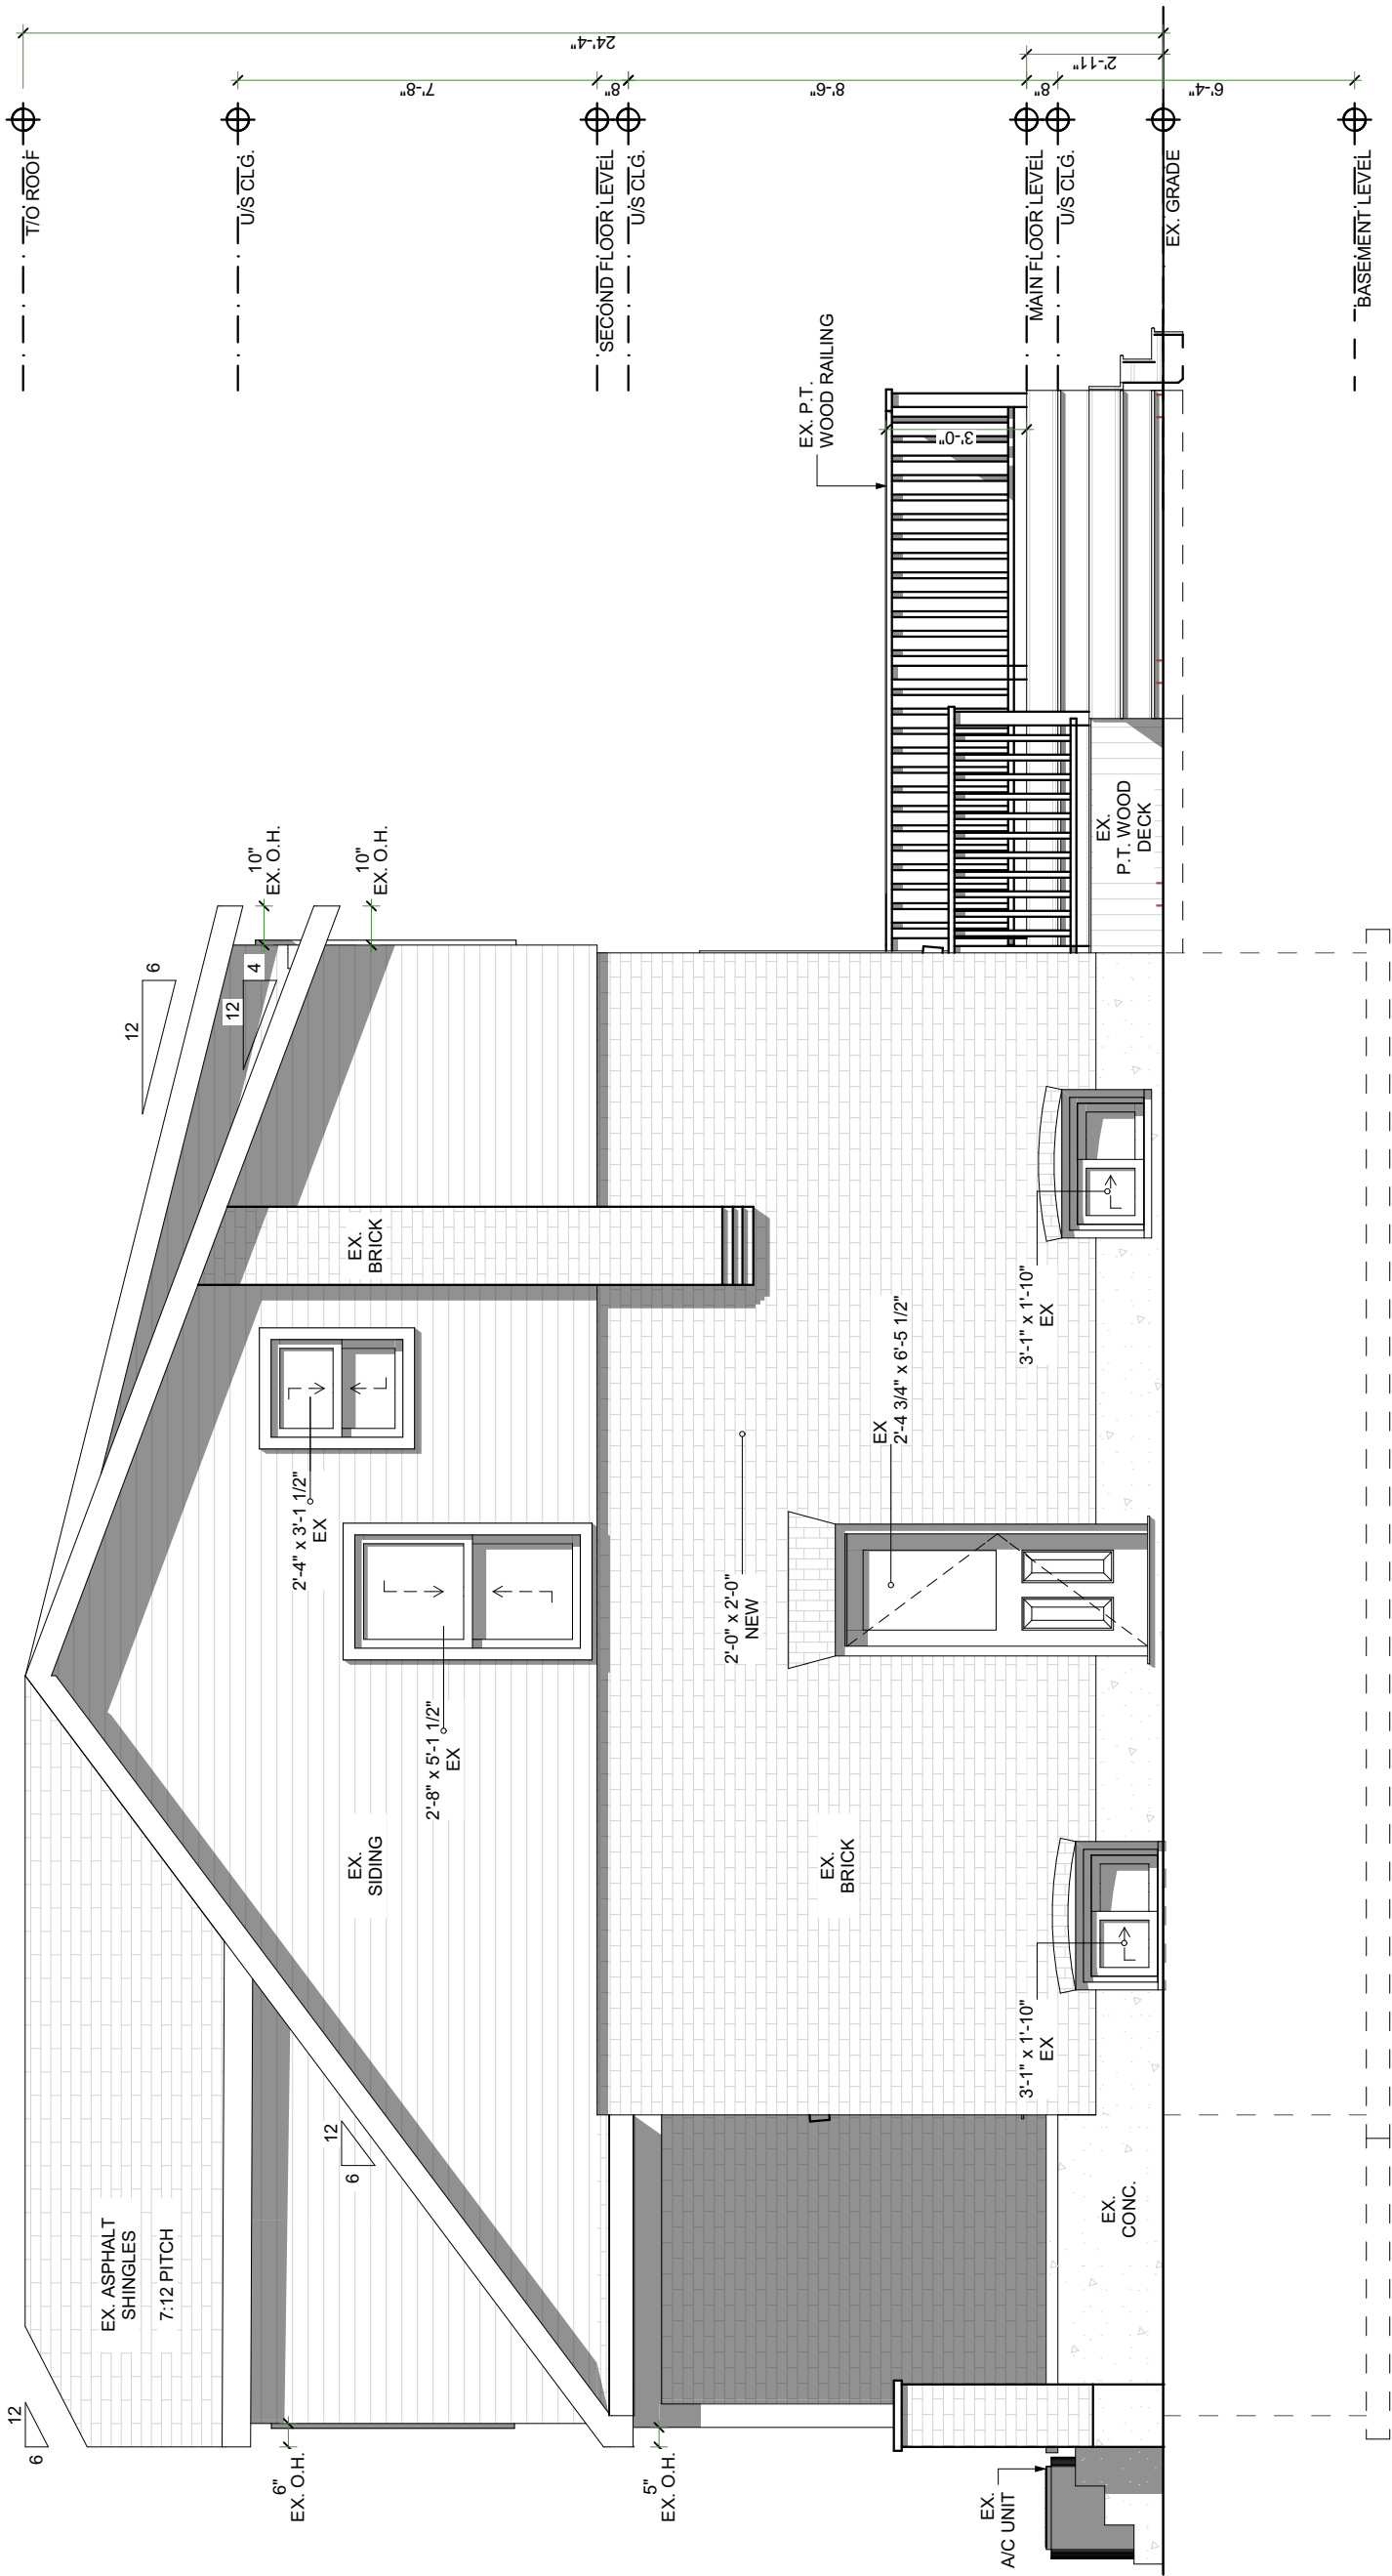 12
6
EX. ASPHALT
SHINGLES
7:12 PITCH
6"
EX. O.H.
12
6
5"
EX. O.H.
EX.
A/C UNIT
EX.
CONC.
EX.
SIDING
2'-8" x 5'-1 1/2"
EX
2'-4" x 3'-1 1/2"
EX
EX.
BRICK
12
6
12
4
10"
EX. O.H.
10"
EX. O.H.
EX.
BRICK
2'-0" x 2'-0"
NEW
EX
2'-4 3/4" x 6'-5 1/2"
3'-1" x 1'-10"
EX
3'-1" x 1'-10"
EX
EX. P.T.
WOOD RAILING
3'-0"
EX.
P.T. WOOD
DECK
T/O ROOF
U/S CLG.
SECOND FLOOR LEVEL
U/S CLG.
MAIN FLOOR LEVEL
U/S CLG.
EX. GRADE
BASEMENT LEVEL
7'-8"
8"
8'-6"
8"
6'-4"
24'-4"
2'-11"